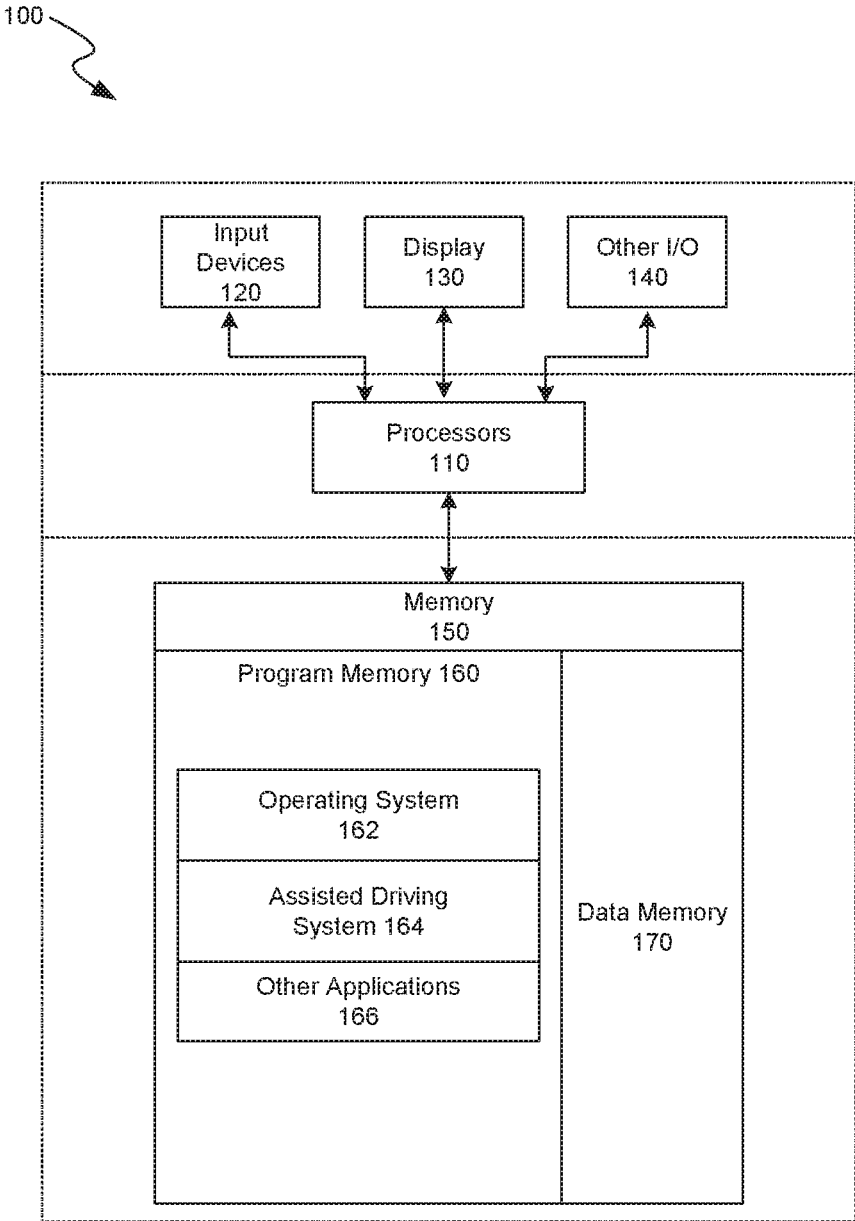 100
Input
Devices
120
Display
130
Other I/O
140
Processors
110
Memory
150
Program Memory 160
Operating System
162
Assisted Driving
System 164
Other Applications
166
Data Memory
170